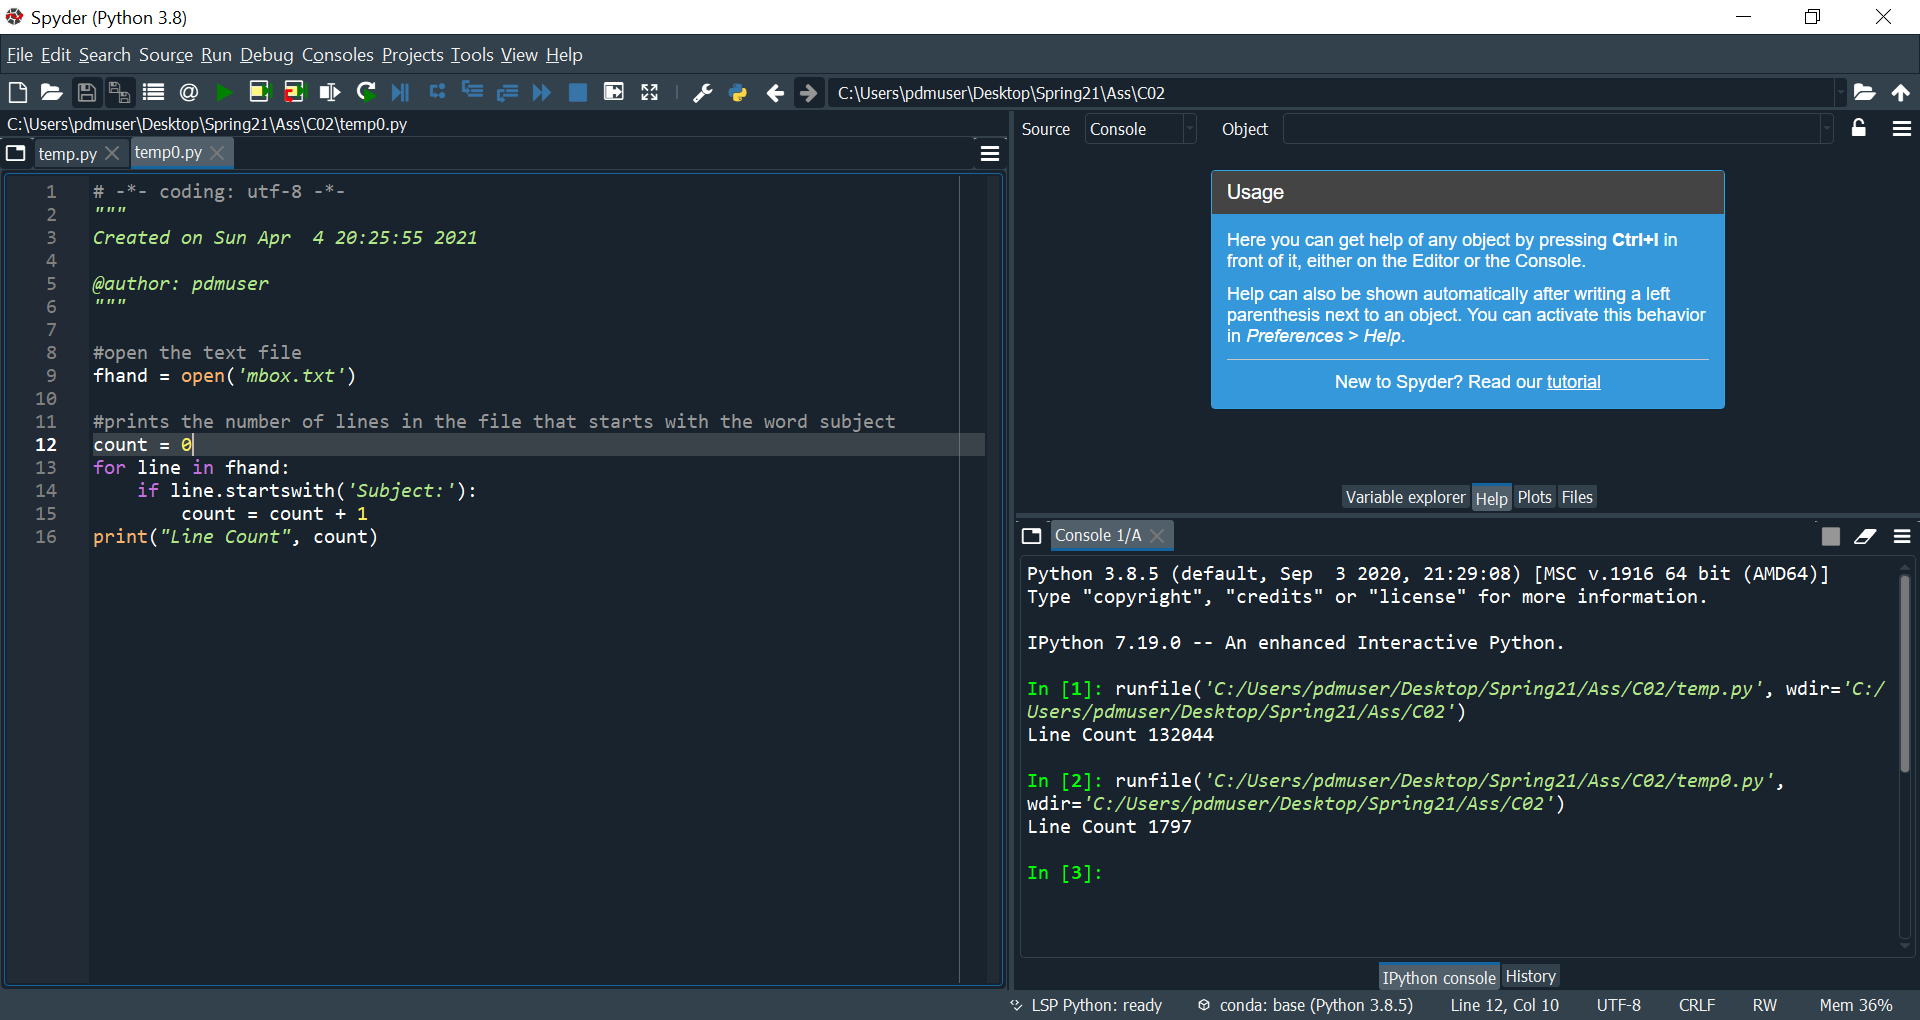 Spyder (Python 3.8)
File Edit Search Source Run Debug Consoles Projects Tools View Help
C:\Users\pdmuser\Desktop\Spring21\Ass\C02
C:\Users\pdmuser\Desktop\Spring21\Ass\C02\temp0.py
temp.py temp0.py
1 # -*- coding: utf-8 -*-
2 """
3 Created on Sun Apr  4 20:25:55 2021
4
5 @author: pdmuser
6 """
7
8 #open the text file
9 fhand = open('mbox.txt')
10
11 #prints the number of lines in the file that starts with the word subject
12 count = 0
13 for line in fhand:
14     if line.startswith('Subject:'):
15         count = count + 1
16 print("Line Count", count)
Source Console Object
Usage
Here you can get help of any object by pressing Ctrl+I in
front of it, either on the Editor or the Console.
Help can also be shown automatically after writing a left
parenthesis next to an object. You can activate this behavior
in Preferences > Help.
New to Spyder? Read our tutorial
Variable explorer Help Plots Files
Console 1/A
Python 3.8.5 (default, Sep  3 2020, 21:29:08) [MSC v.1916 64 bit (AMD64)]
Type "copyright", "credits" or "license" for more information.
IPython 7.19.0 -- An enhanced Interactive Python.
In [1]: runfile('C:/Users/pdmuser/Desktop/Spring21/Ass/C02/temp.py', wdir='C:/
Users/pdmuser/Desktop/Spring21/Ass/C02')
Line Count 132044
In [2]: runfile('C:/Users/pdmuser/Desktop/Spring21/Ass/C02/temp0.py',
wdir='C:/Users/pdmuser/Desktop/Spring21/Ass/C02')
Line Count 1797
In [3]:
IPython console History
LSP Python: ready conda: base (Python 3.8.5) Line 12, Col 10 UTF-8 CRLF RW Mem 36%